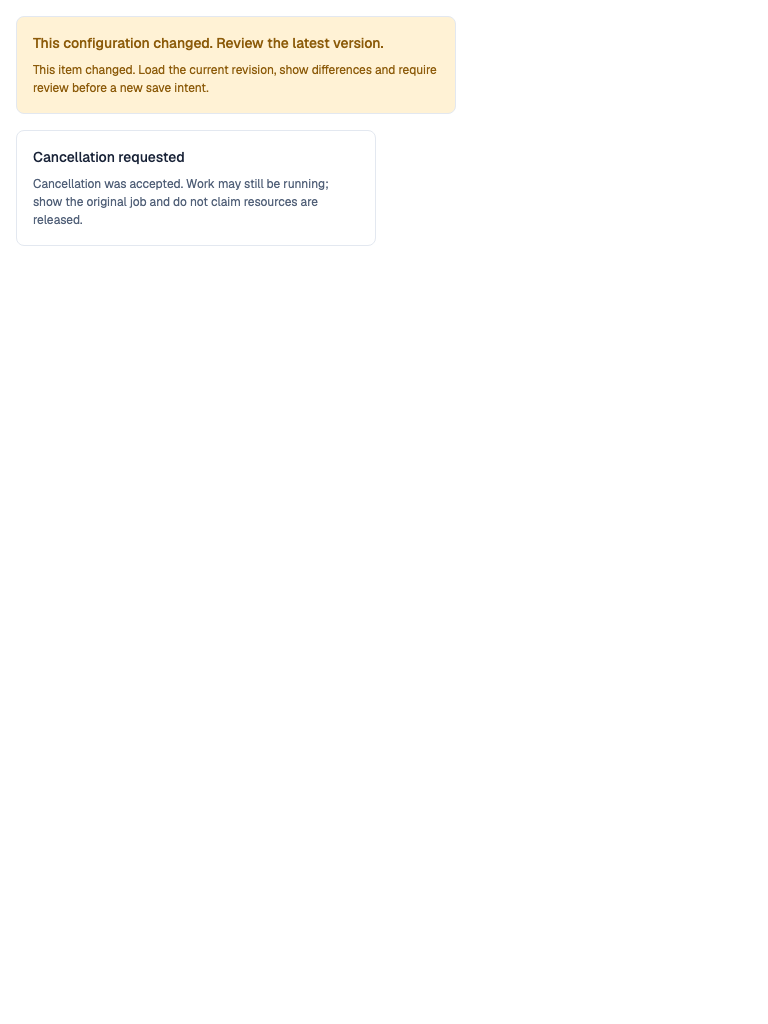 This configuration changed. Review the latest version.
This item changed. Load the current revision, show differences and require
review before a new save intent.
Cancellation requested
Cancellation was accepted. Work may still be running;
show the original job and do not claim resources are
released.